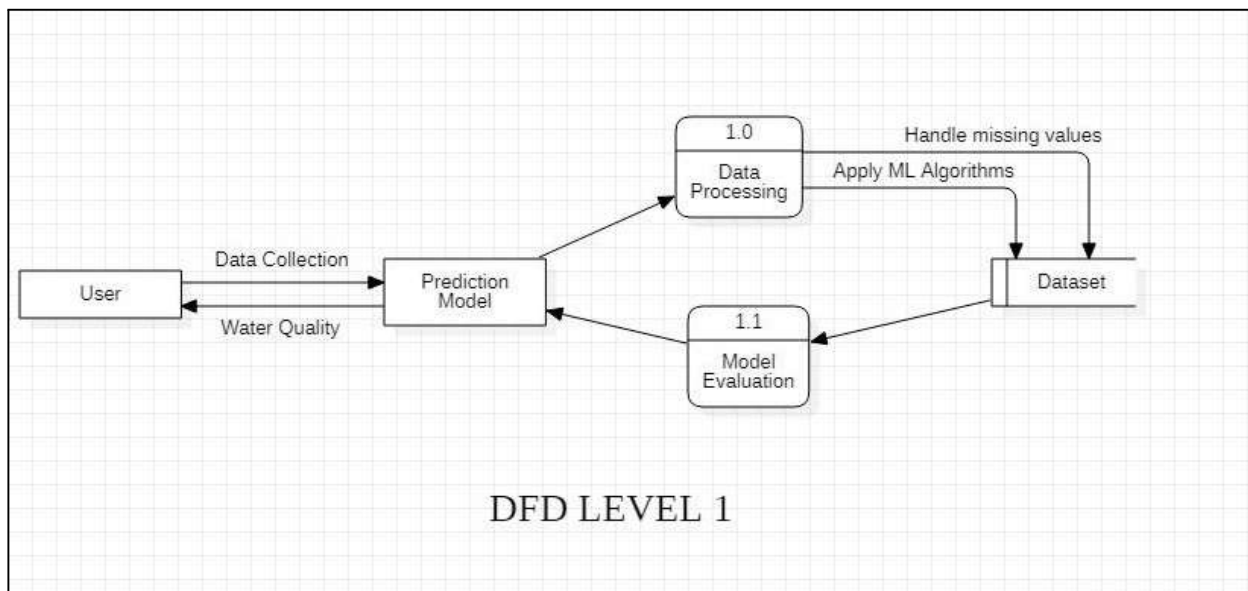 1.0
Data
Processing
Handle missing values
Apply ML Algorithms
User
Data Collection
Water Quality
Prediction
Model
Dataset
1.1
Model
Evaluation
DFD LEVEL 1